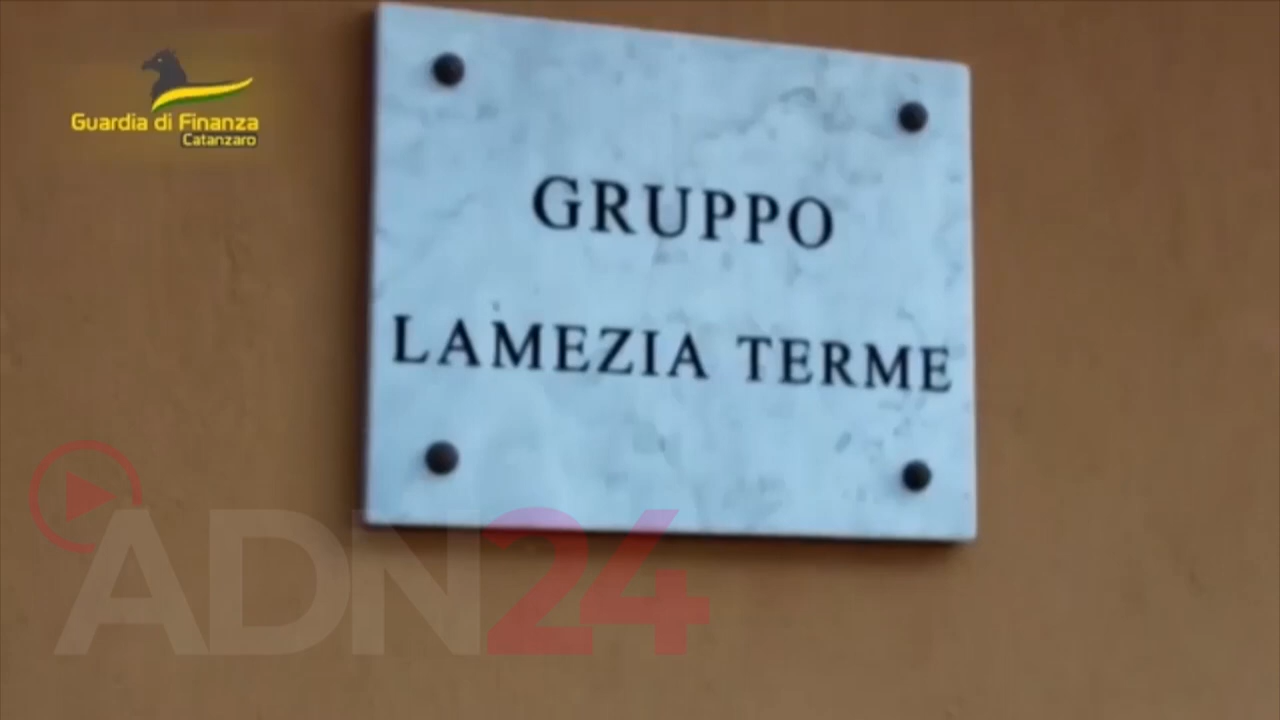 Guardia di Finanza
Catanzaro
GRUPPO
LAMEZIA TERME
ADN24